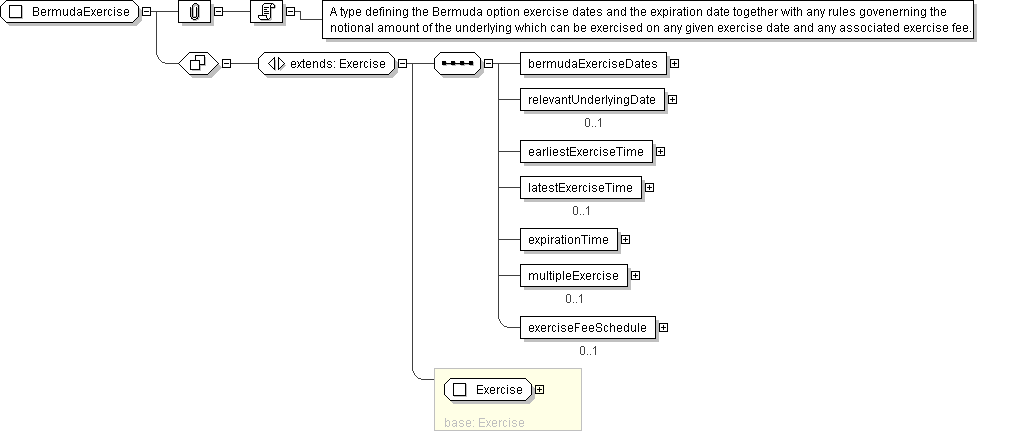 BermudaExercise
A type defining the Bermuda option exercise dates and the expiration date together with any rules govenerning the
notional amount of the underlying which can be exercised on any given exercise date and any associated exercise fee.
extends: Exercise
bermudaExerciseDates
relevantUnderlyingDate
0..1
earliestExerciseTime
latestExerciseTime
0..1
expirationTime
multipleExercise
0..1
exerciseFeeSchedule
0..1
Exercise
base: Exercise